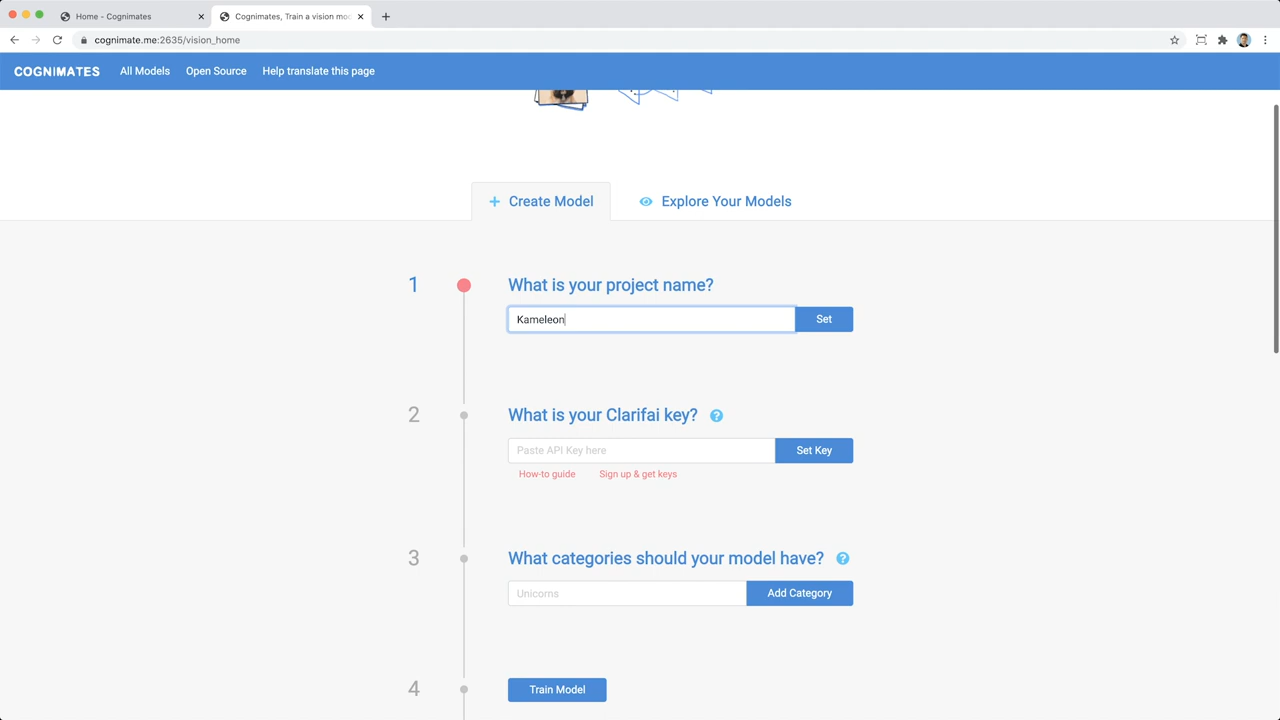 Home - Cognimates
Cognimates, Train a vision mod
cognimate.me:2635/vision_home
COGNIMATES
All Models
Open Source
Help translate this page
Create Model
Explore Your Models
1
What is your project name?
Kameleon
Set
2
What is your Clarifai key?
?
Paste API Key here
Set Key
How-to guide
Sign up & get keys
3
What categories should your model have?
?
Unicorns
Add Category
4
Train Model